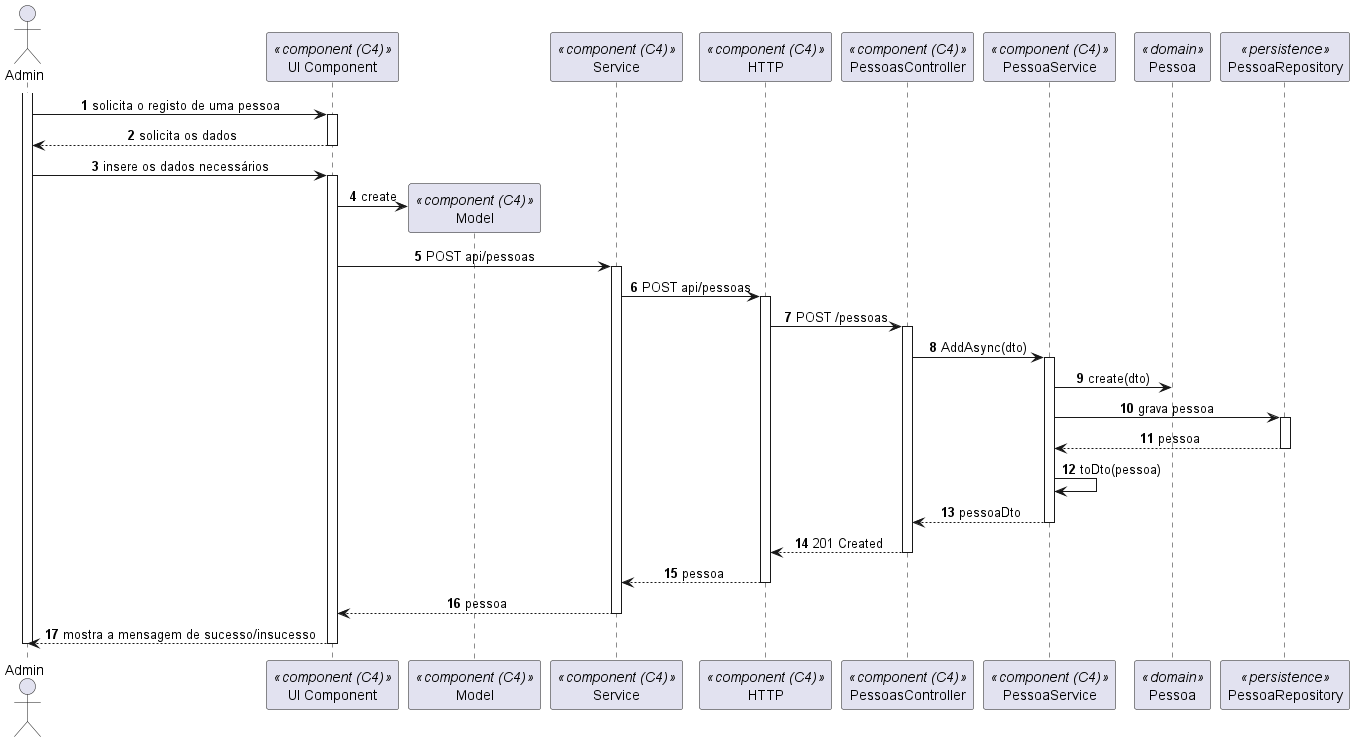 Admin
«component (C4)»
UI Component
«component (C4)»
Service
«component (C4)»
HTTP
«component (C4)»
PessoasController
«component (C4)»
PessoaService
«domain»
Pessoa
«persistence»
PessoaRepository
1 solicita o registo de uma pessoa
2 solicita os dados
3 insere os dados necessários
4 create
«component (C4)»
Model
5 POST api/pessoas
6 POST api/pessoas
7 POST /pessoas
8 AddAsync(dto)
9 create(dto)
10 grava pessoa
11 pessoa
12 toDto(pessoa)
13 pessoaDto
14 201 Created
15 pessoa
16 pessoa
17 mostra a mensagem de sucesso/insucesso
Admin
«component (C4)»
UI Component
«component (C4)»
Model
«component (C4)»
Service
«component (C4)»
HTTP
«component (C4)»
PessoasController
«component (C4)»
PessoaService
«domain»
Pessoa
«persistence»
PessoaRepository